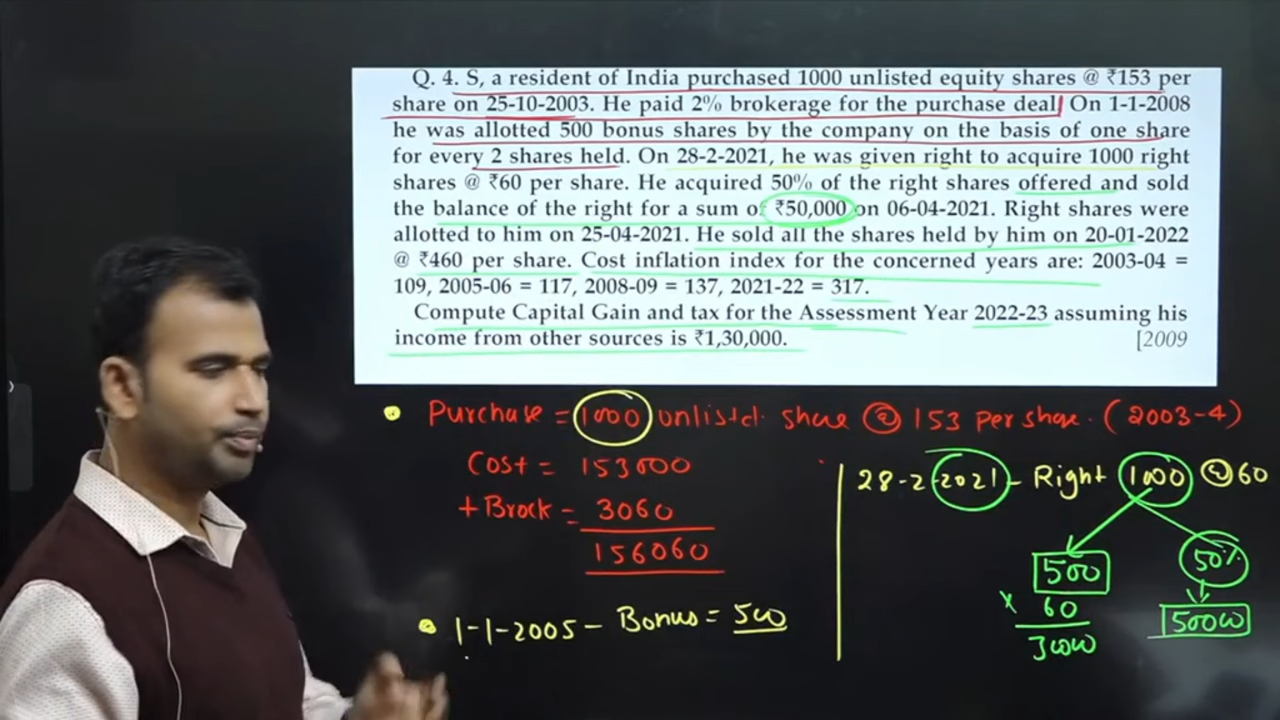 Q. 4. S, a resident of India purchased 1000 unlisted equity shares @ ₹153 per
share on 25-10-2003. He paid 2% brokerage for the purchase deal. On 1-1-2008
he was allotted 500 bonus shares by the company on the basis of one share
for every 2 shares held. On 28-2-2021, he was given right to acquire 1000 right
shares @ ₹60 per share. He acquired 50% of the right shares offered and sold
the balance of the right for a sum of ₹50,000 on 06-04-2021. Right shares were
allotted to him on 25-04-2021. He sold all the shares held by him on 20-01-2022
@ ₹460 per share. Cost inflation index for the concerned years are: 2003-04 =
109, 2005-06 = 117, 2008-09 = 137, 2021-22 = 317.
Compute Capital Gain and tax for the Assessment Year 2022-23 assuming his
income from other sources is ₹1,30,000.
[2009
Purchase = 1000 unlistd. share @ 153 per share. (2003-4)
Cost = 153000
+ Brock = 3060
156060
1-1-2005 - Bonus = 500
28-2-2021 - Right 1000 @ 60
500
50%
x 60
30000
50000